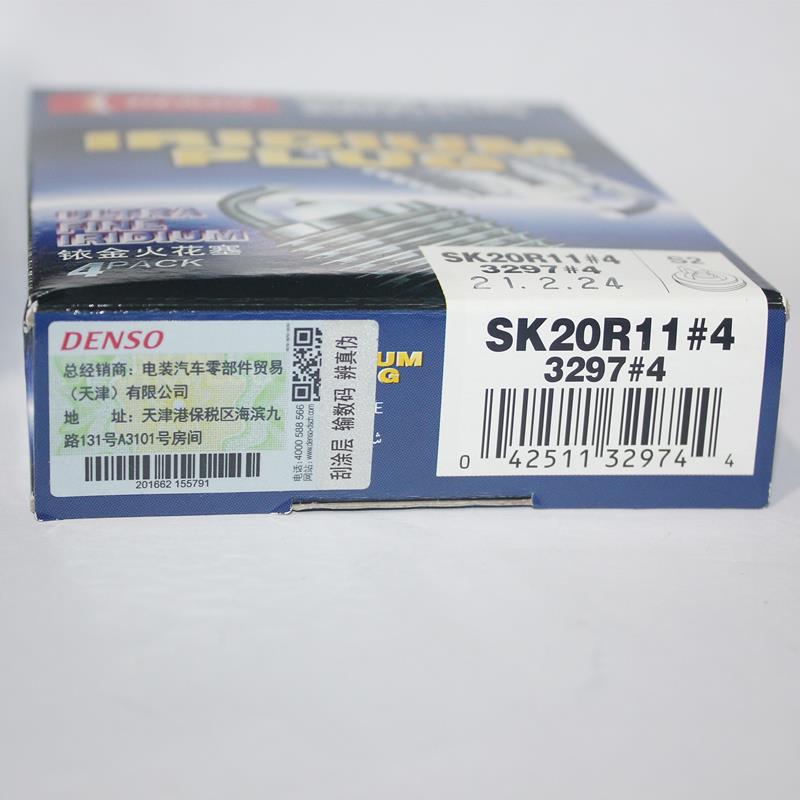 IRIDIUM
PLUG
ULTRA
FINE
IRIDIUM
铱金火花塞
4PACK
SK20R11#4
3297#4
21.2.24
S2
DENSO
总经销商：电装汽车零部件贸易
（天津）有限公司
地 址：天津港保税区海滨九
路131号A3101号房间
201662 155791
电话:4000 588 566
刮涂层 输数码 辨真伪
UM
G
E
SK20R11#4
3297#4
0 42511 32974 4